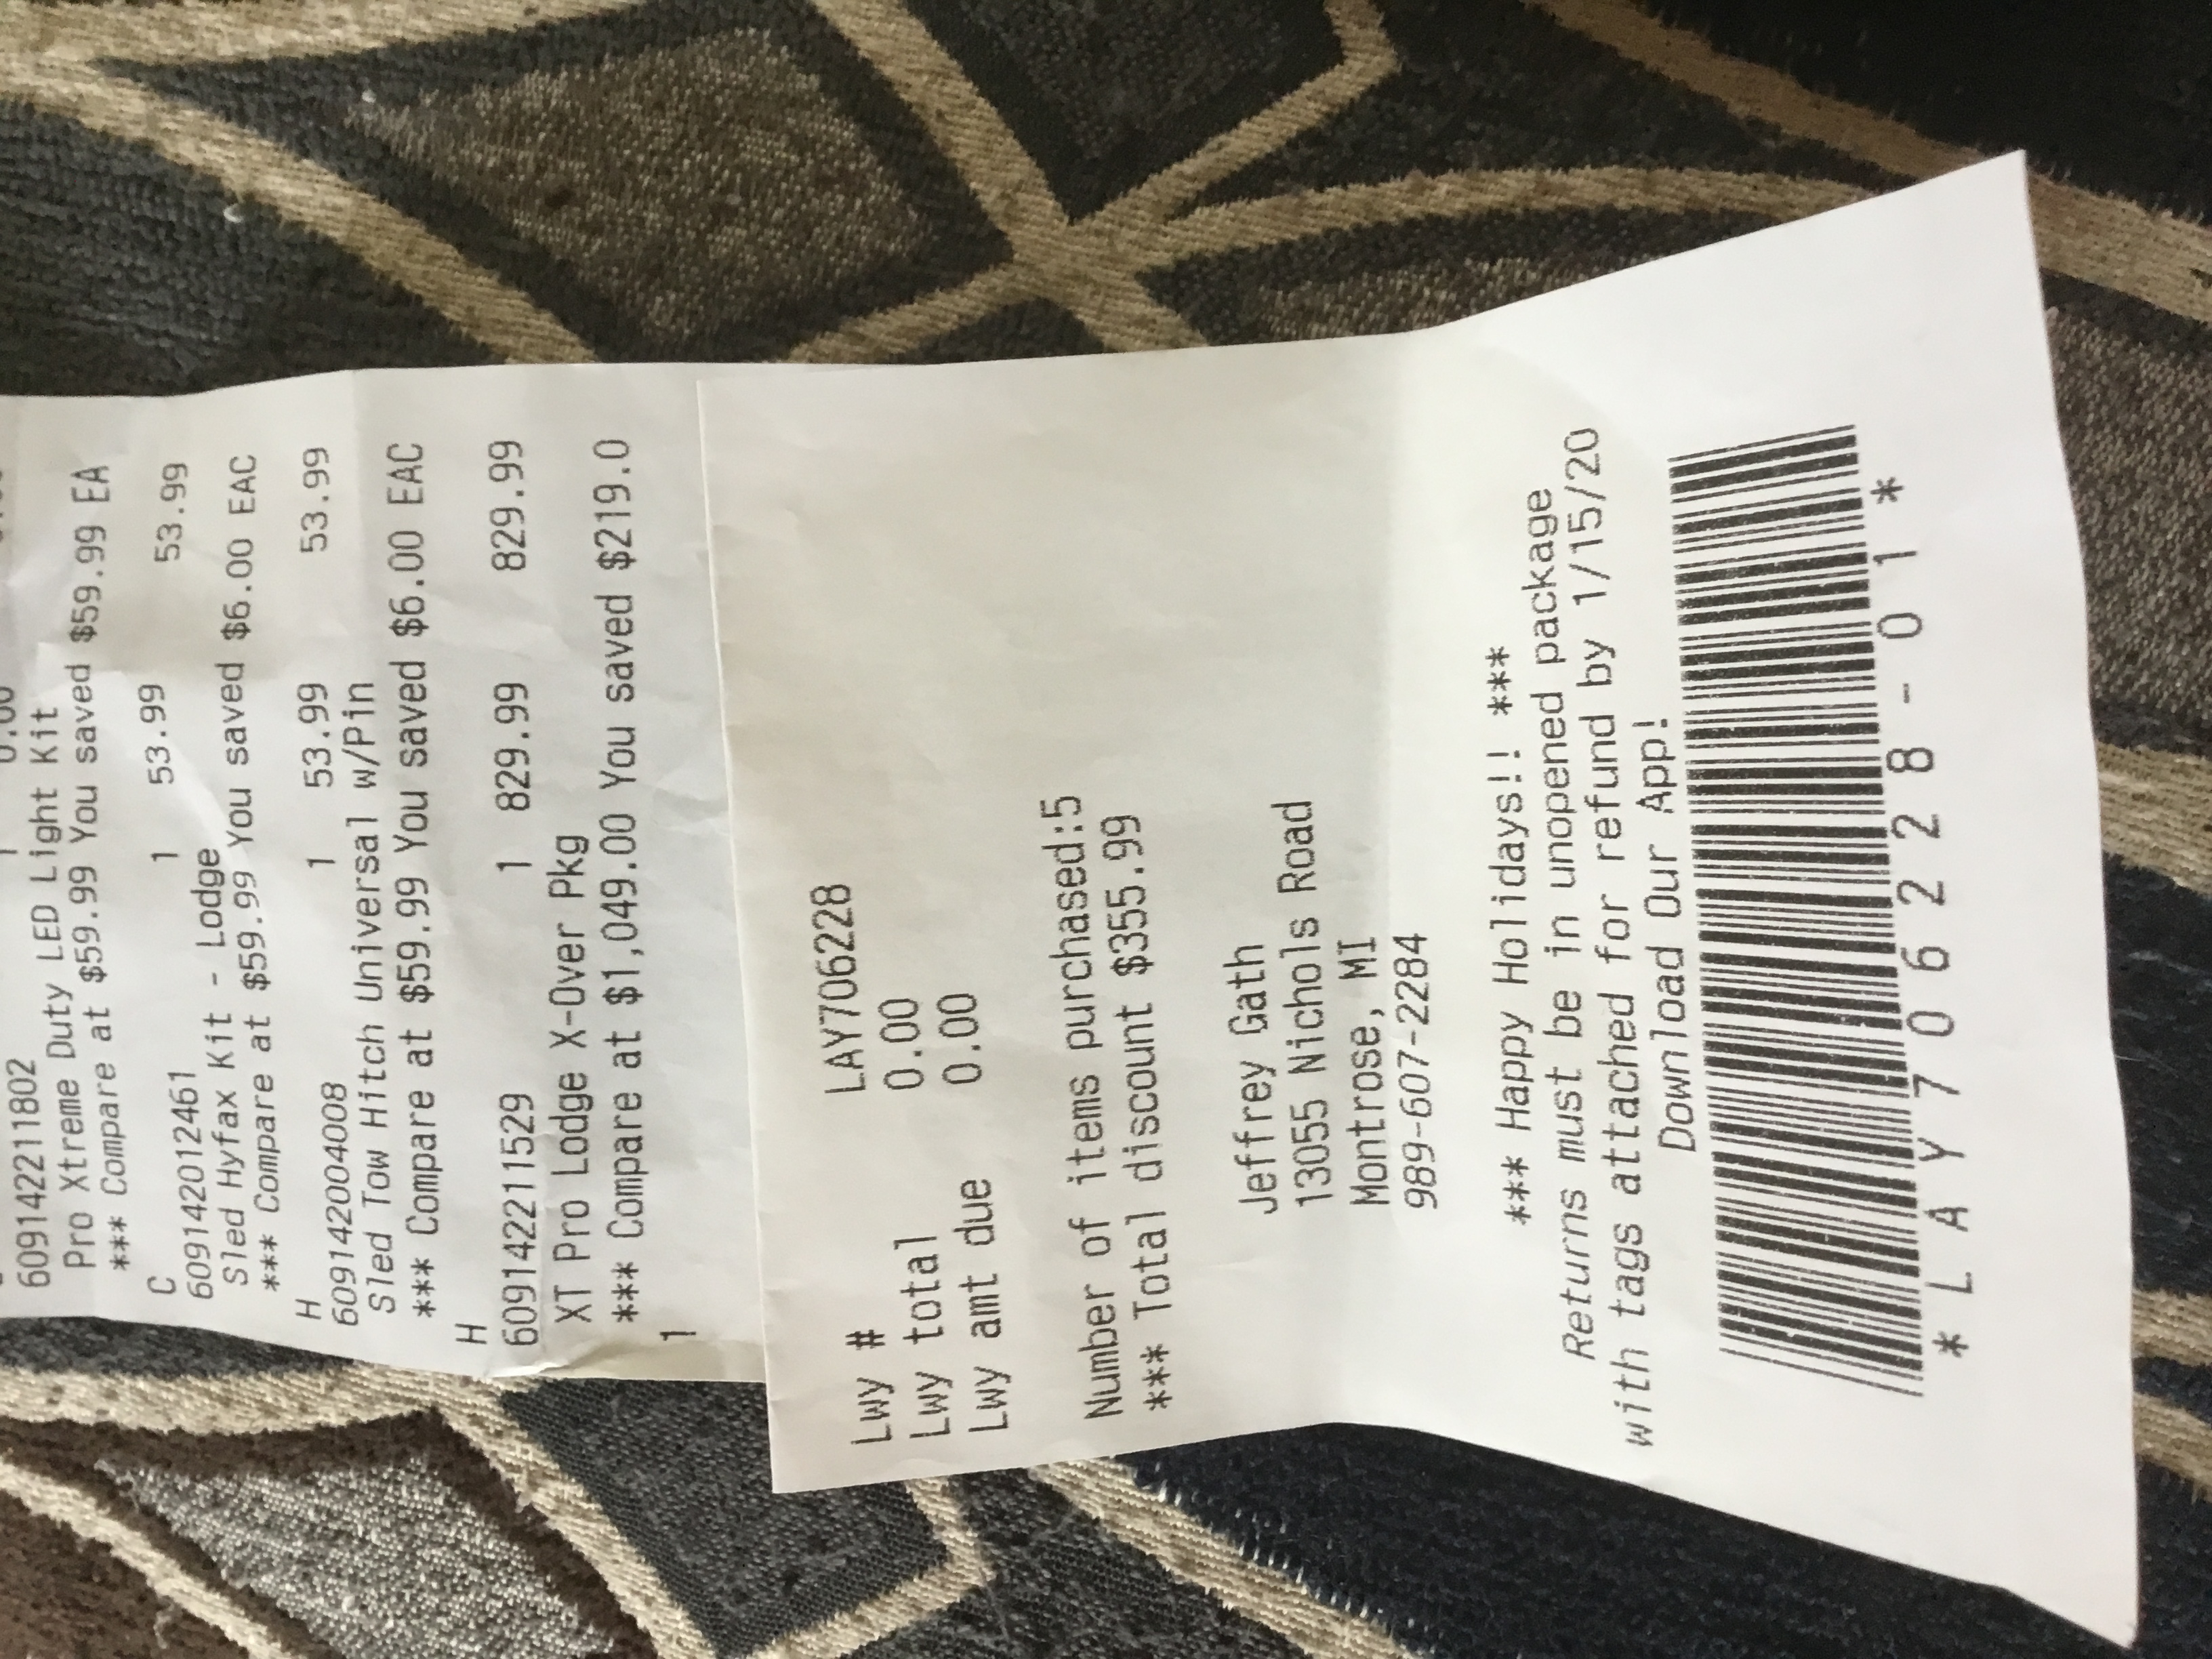 609142211802 1 0.00
Pro Xtreme Duty LED Light Kit
*** Compare at $59.99 You saved $59.99 EA
C
609142012461 1 53.99 53.99
Sled Hyfax Kit - Lodge
*** Compare at $59.99 You saved $6.00 EAC
H
609142004008 1 53.99 53.99
Sled Tow Hitch Universal w/Pin
*** Compare at $59.99 You saved $6.00 EAC
H
609142211529 1 829.99 829.99
XT Pro Lodge X-Over Pkg
*** Compare at $1,049.00 You saved $219.0
1
Lwy # LAY706228
Lwy total 0.00
Lwy amt due 0.00
Number of items purchased:5
*** Total discount $355.99
Jeffrey Gath
13055 Nichols Road
Montrose, MI
989-607-2284
*** Happy Holidays!! ***
Returns must be in unopened package
with tags attached for refund by 1/15/20
Download Our App!
*LAY706228-01*